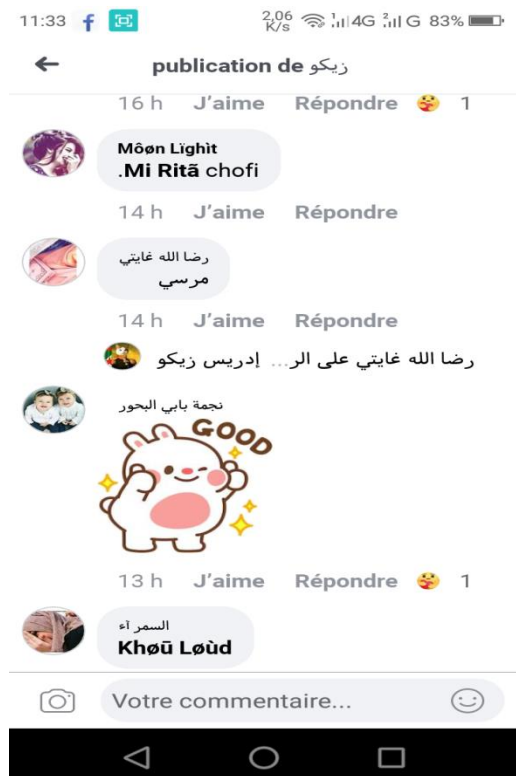 11:33 f 2,06 K/s 1 4G 2 G 83%
publication de زيكو
16 h J'aime Répondre 1
Môøn Lïghìt
.Mi Ritã chofi
14 h J'aime Répondre
رضا الله غايتي
مرسي
14 h J'aime Répondre
رضا الله غايتي على الر... إدريس زيكو
نجمة بابي البحور
GOOD
13 h J'aime Répondre 1
السمر آء
Khøū Løùd
Votre commentaire...